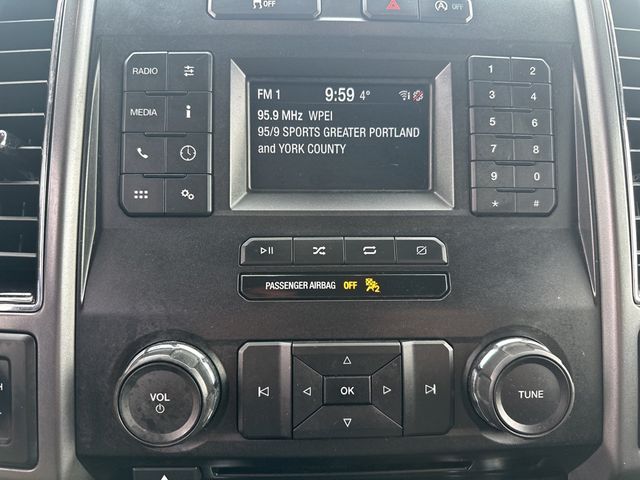 OFF
OFF
RADIO
MEDIA
FM 1 9:59 4°
95.9 MHz WPEI
95/9 SPORTS GREATER PORTLAND
and YORK COUNTY
1 2
3 4
5 6
7 8
9 0
* #
PASSENGER AIRBAG OFF 2
VOL
OK
TUNE